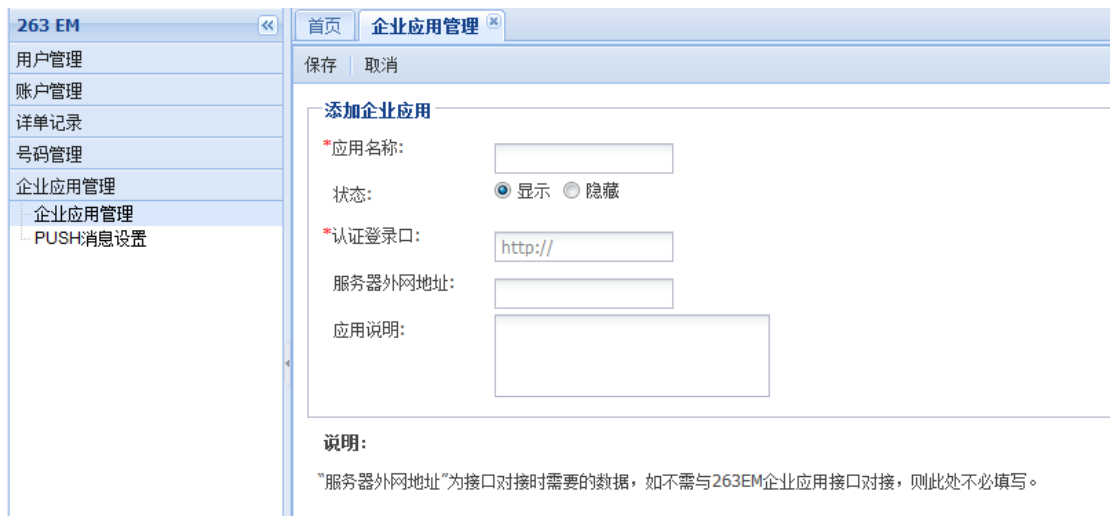 263 EM
用户管理
账户管理
详单记录
号码管理
企业应用管理
企业应用管理
PUSH消息设置
首页 企业应用管理
保存 取消
添加企业应用
*应用名称:
状态: 显示 隐藏
*认证登录口: http://
服务器外网地址:
应用说明:
说明:
“服务器外网地址”为接口对接时需要的数据，如不需与263EM企业应用接口对接，则此处不必填写。